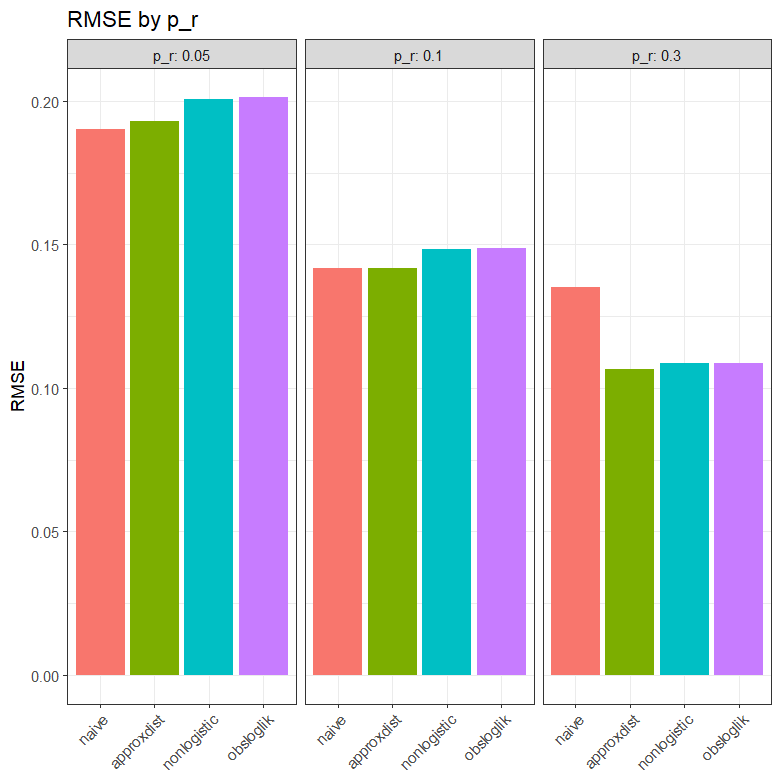 RMSE by p_r
p_r: 0.05
p_r: 0.1
p_r: 0.3
RMSE
0.20
0.15
0.10
0.05
0.00
naive
approxdist
nonlogistic
obsloglik
naive
approxdist
nonlogistic
obsloglik
naive
approxdist
nonlogistic
obsloglik